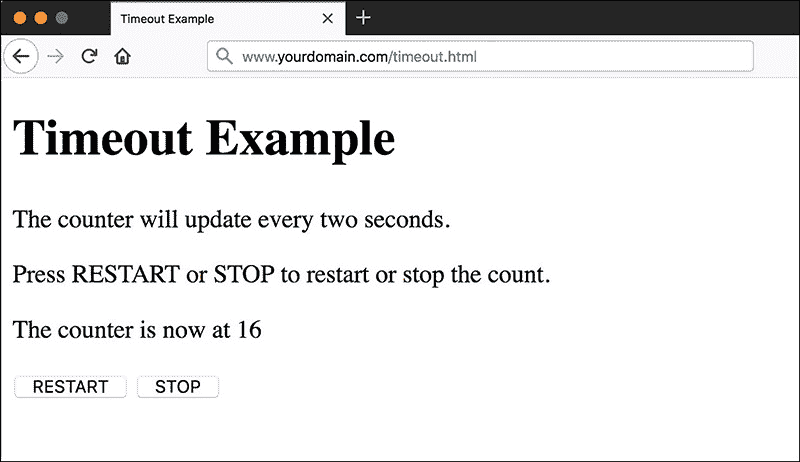 Timeout Example
www.yourdomain.com/timeout.html
Timeout Example
The counter will update every two seconds.
Press RESTART or STOP to restart or stop the count.
The counter is now at 16
RESTART STOP